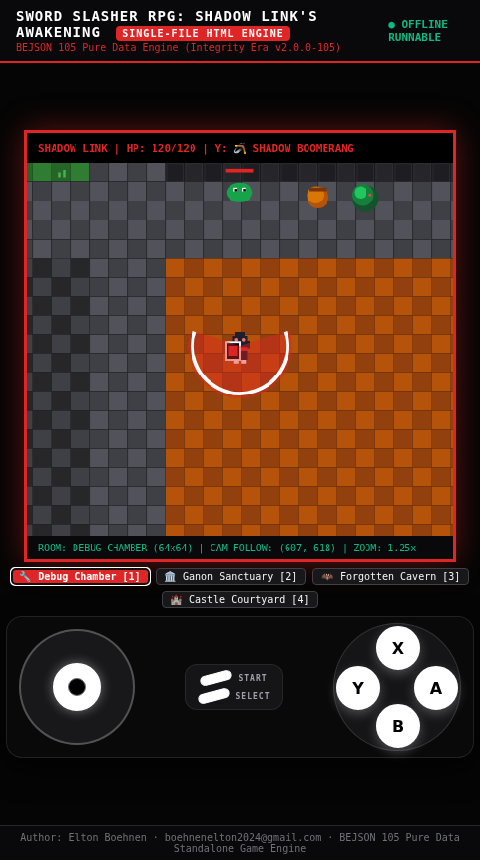 SWORD SLASHER RPG: SHADOW LINK'S
AWAKENING SINGLE-FILE HTML ENGINE
BEJSON 105 Pure Data Engine (Integrity Era v2.0.0-105)
● OFFLINE
RUNNABLE
SHADOW LINK | HP: 120/120 | Y: 🪃 SHADOW BOOMERANG
ROOM: DEBUG CHAMBER (64x64) | CAM FOLLOW: (607, 618) | ZOOM: 1.25x
🔧 Debug Chamber [1]
🏛️ Ganon Sanctuary [2]
🦇 Forgotten Cavern [3]
🏰 Castle Courtyard [4]
START
SELECT
X
Y
A
B
Author: Elton Boehnen · boehnenelton2024@gmail.com · BEJSON 105 Pure Data
Standalone Game Engine